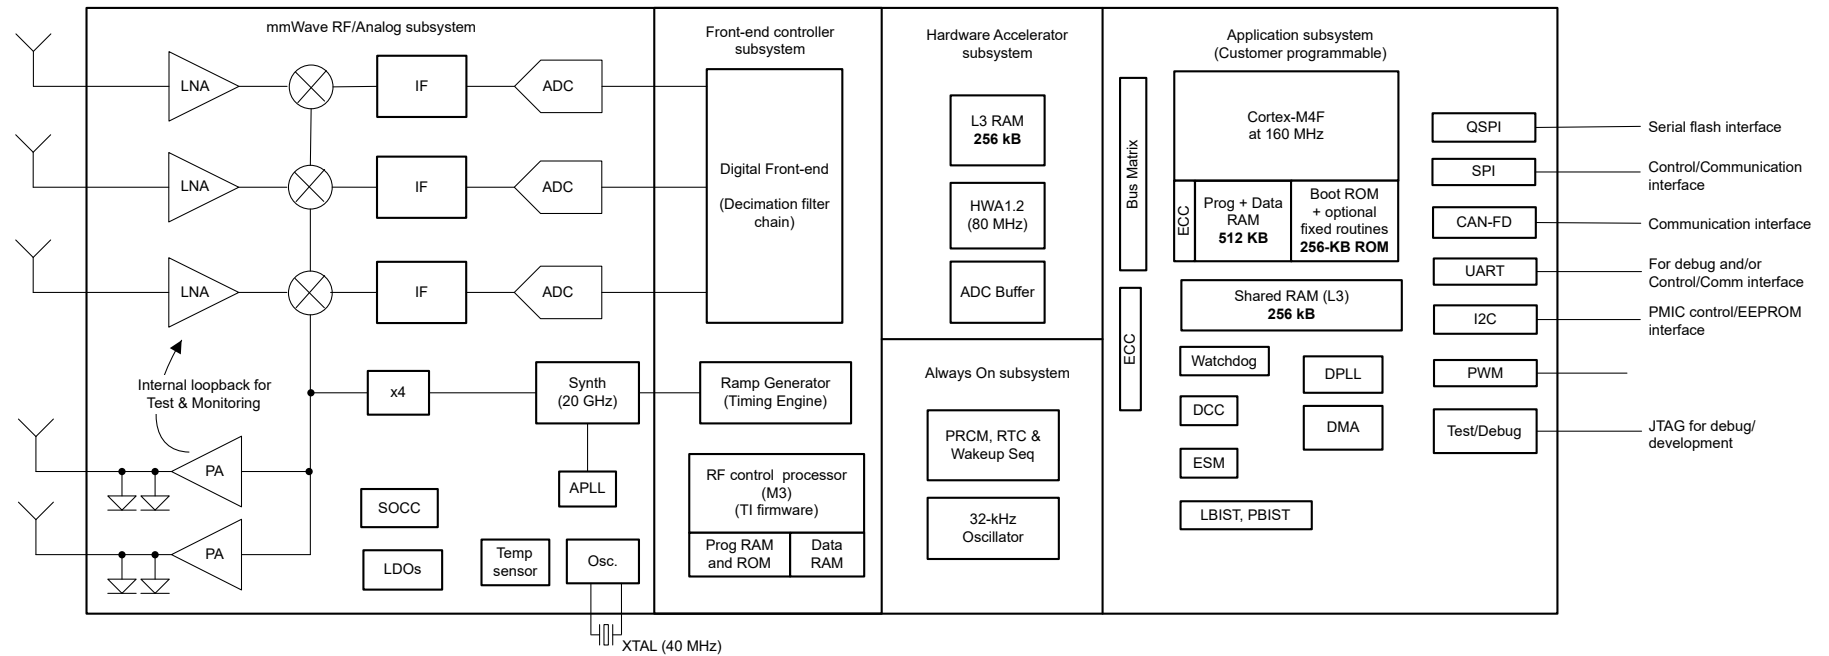 mmWave RF/Analog subsystem
LNA
IF
ADC
LNA
IF
ADC
LNA
IF
ADC
Internal loopback for
Test & Monitoring
x4
Synth
(20 GHz)
PA
APLL
SOCC
PA
LDOs
Temp
sensor
Osc.
XTAL (40 MHz)
Front-end controller
subsystem
Digital Front-end
(Decimation filter
chain)
Ramp Generator
(Timing Engine)
RF control processor
(M3)
(TI firmware)
Prog RAM
and ROM
Data
RAM
Hardware Accelerator
subsystem
L3 RAM
256 kB
HWA1.2
(80 MHz)
ADC Buffer
Always On subsystem
PRCM, RTC &
Wakeup Seq
32-kHz
Oscillator
Application subsystem
(Customer programmable)
Bus Matrix
Cortex-M4F
at 160 MHz
ECC
Prog + Data
RAM
512 KB
Boot ROM
+ optional
fixed routines
256-KB ROM
ECC
Shared RAM (L3)
256 kB
Watchdog
DPLL
DCC
DMA
ESM
LBIST, PBIST
QSPI
Serial flash interface
SPI
Control/Communication
interface
CAN-FD
Communication interface
UART
For debug and/or
Control/Comm interface
I2C
PMIC control/EEPROM
interface
PWM
Test/Debug
JTAG for debug/
development